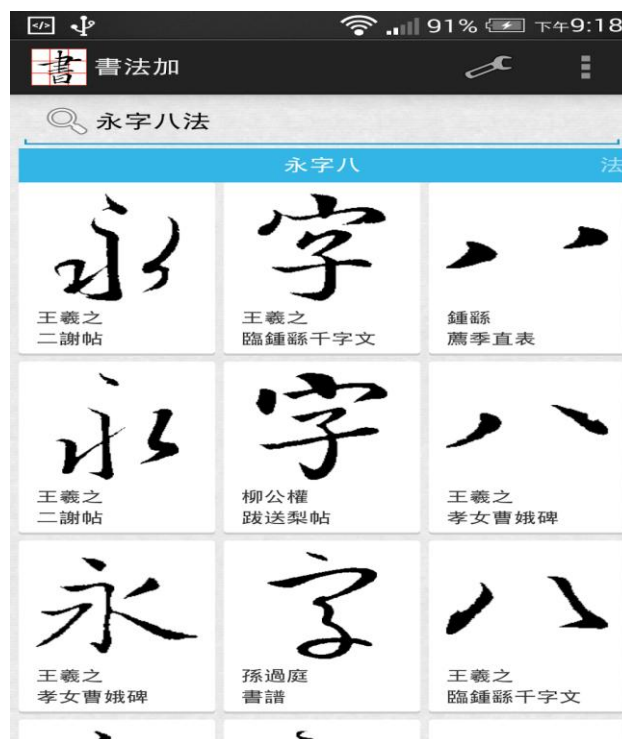 91% 下午9:18
書法加
永字八法
永字八 法
永 字 八
王羲之 王羲之 鍾繇
二謝帖 臨鍾繇千字文 薦季直表
永 字 八
王羲之 柳公權 王羲之
二謝帖 跋送梨帖 孝女曹娥碑
永 字 八
王羲之 孫過庭 王羲之
孝女曹娥碑 書譜 臨鍾繇千字文